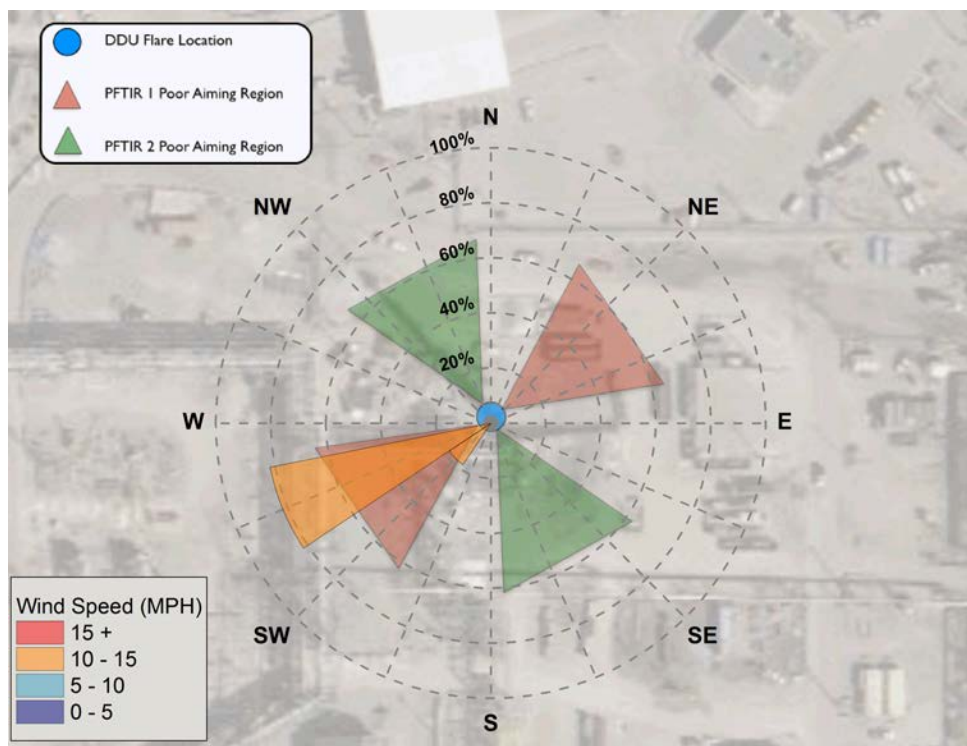 DDU Flare Location
PFTIR 1 Poor Aiming Region
PFTIR 2 Poor Aiming Region
N
100%
80%
60%
40%
20%
NW
NE
W
E
SW
SE
S
Wind Speed (MPH)
15 +
10 - 15
5 - 10
0 - 5